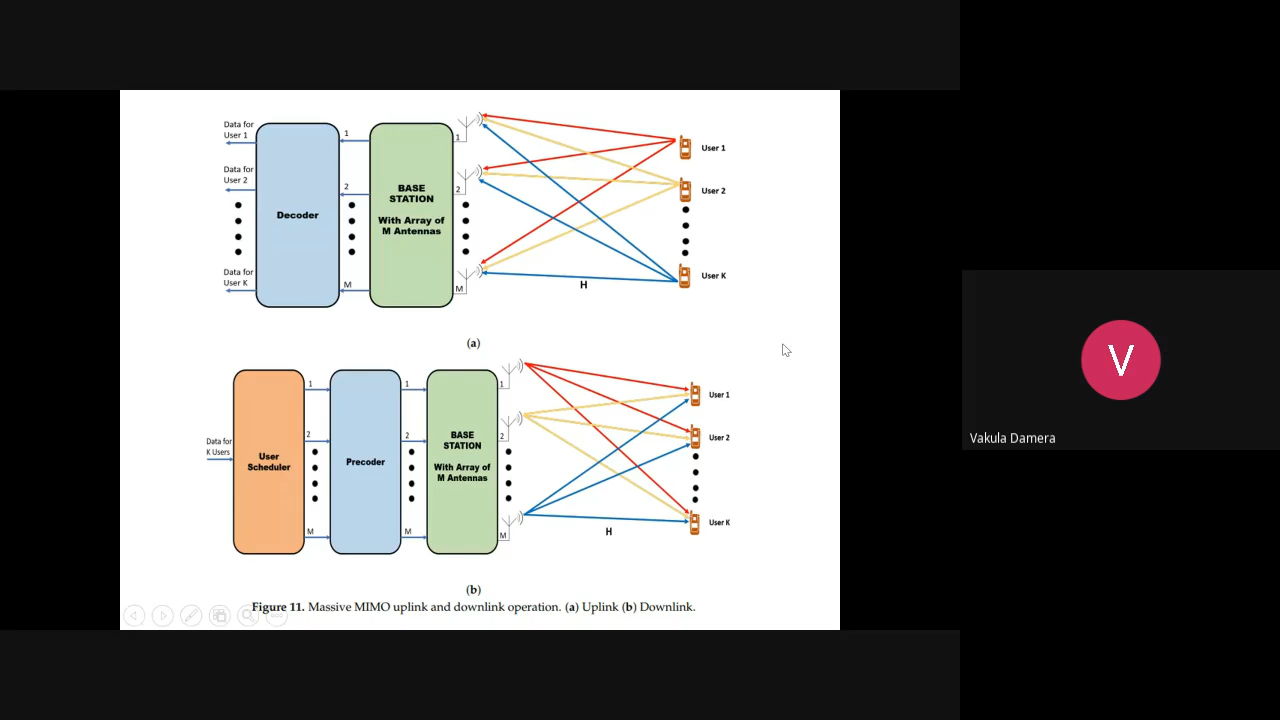 Data for
User 1
1
1
User 1
Data for
User 2
2
2
User 2
BASE
STATION
With Array of
M Antennas
Decoder
Data for
User K
M
M
User K
H
(a)
1
1
1
User 1
2
2
2
User 2
BASE
STATION
With Array of
M Antennas
Data for
K Users
User
Scheduler
Precoder
M
M
M
User K
H
(b)
Figure 11. Massive MIMO uplink and downlink operation. (a) Uplink (b) Downlink.
V
Vakula Damera